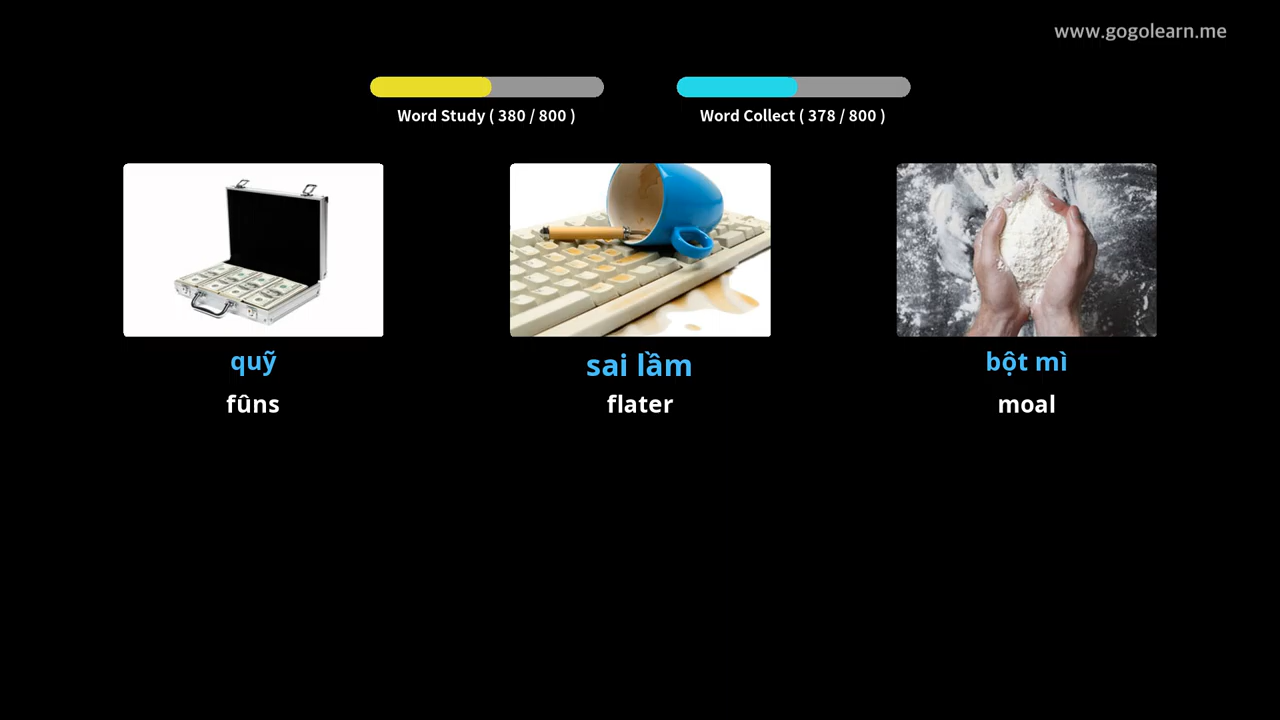 www.gogolearn.me
Word Study ( 380 / 800 )
Word Collect ( 378 / 800 )
quỹ
sai lầm
bột mì
fûns
flater
moal